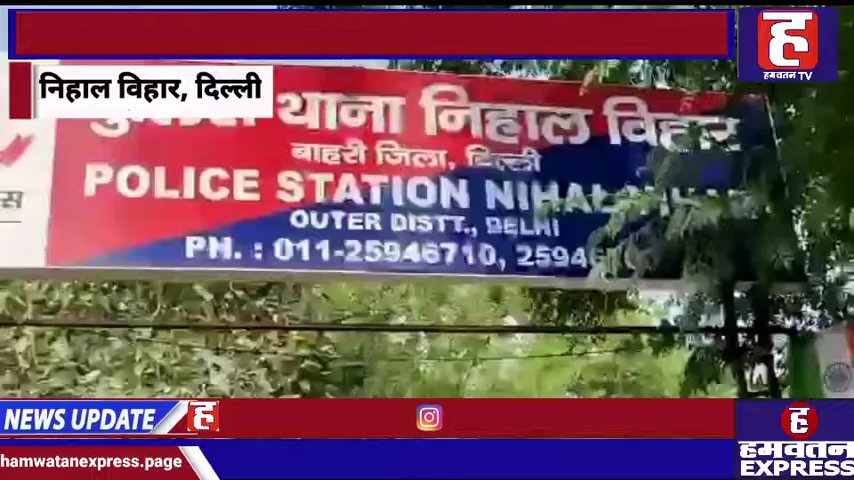 ह
हमवतन TV
निहाल विहार, दिल्ली
थाना निहाल विहार
बाहरी जिला, दिल्ली
POLICE STATION NIHAL
OUTER DISTT., DELHI
PH. : 011-25946710, 2594
NEWS UPDATE ह
hamwatanexpress.page
ह
हमवतन
EXPRESS